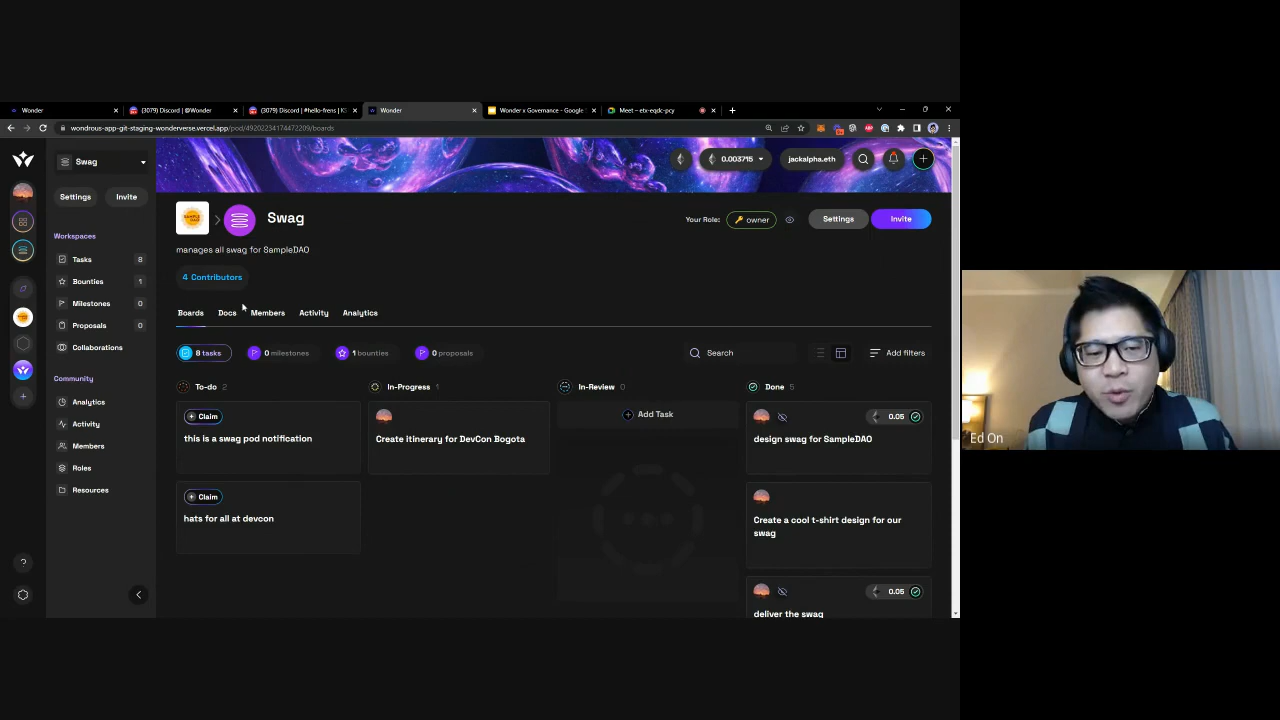 Wonder
(3079) Discord | @Wonder
(3079) Discord | #hello-frens |
Wonder
Wonder x Governance - Google
Meet – etx-eqdc-pcy
wondrous-app-git-staging-wonderverse.vercel.app/pod/49202234174472209/boards
Swag
0.003715
jackalpha.eth
Settings
Invite
Swag
Your Role:
owner
Settings
Invite
manages all swag for SampleDAO
4 Contributors
Workspaces
Tasks 8
Bounties 1
Milestones 0
Proposals 0
Collaborations
Community
Analytics
Activity
Members
Roles
Resources
Boards
Docs
Members
Activity
Analytics
8 tasks
0 milestones
1 bounties
0 proposals
Search
Add filters
To-do 2
In-Progress 1
In-Review 0
Done 5
Claim
this is a swag pod notification
Claim
hats for all at devcon
Create itinerary for DevCon Bogota
Add Task
0.05
design swag for SampleDAO
Create a cool t-shirt design for our
swag
0.05
deliver the swag
Ed On